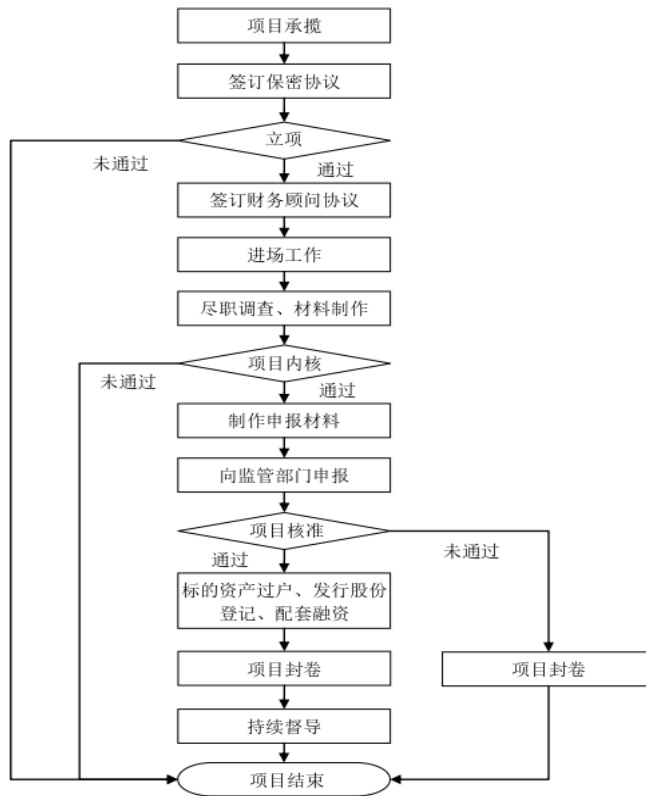 项目承揽
签订保密协议
立项
未通过
通过
签订财务顾问协议
进场工作
尽职调查、材料制作
项目内核
未通过
通过
制作申报材料
向监管部门申报
项目核准
通过
未通过
标的资产过户、发行股份
登记、配套融资
项目封卷
项目封卷
持续督导
项目结束